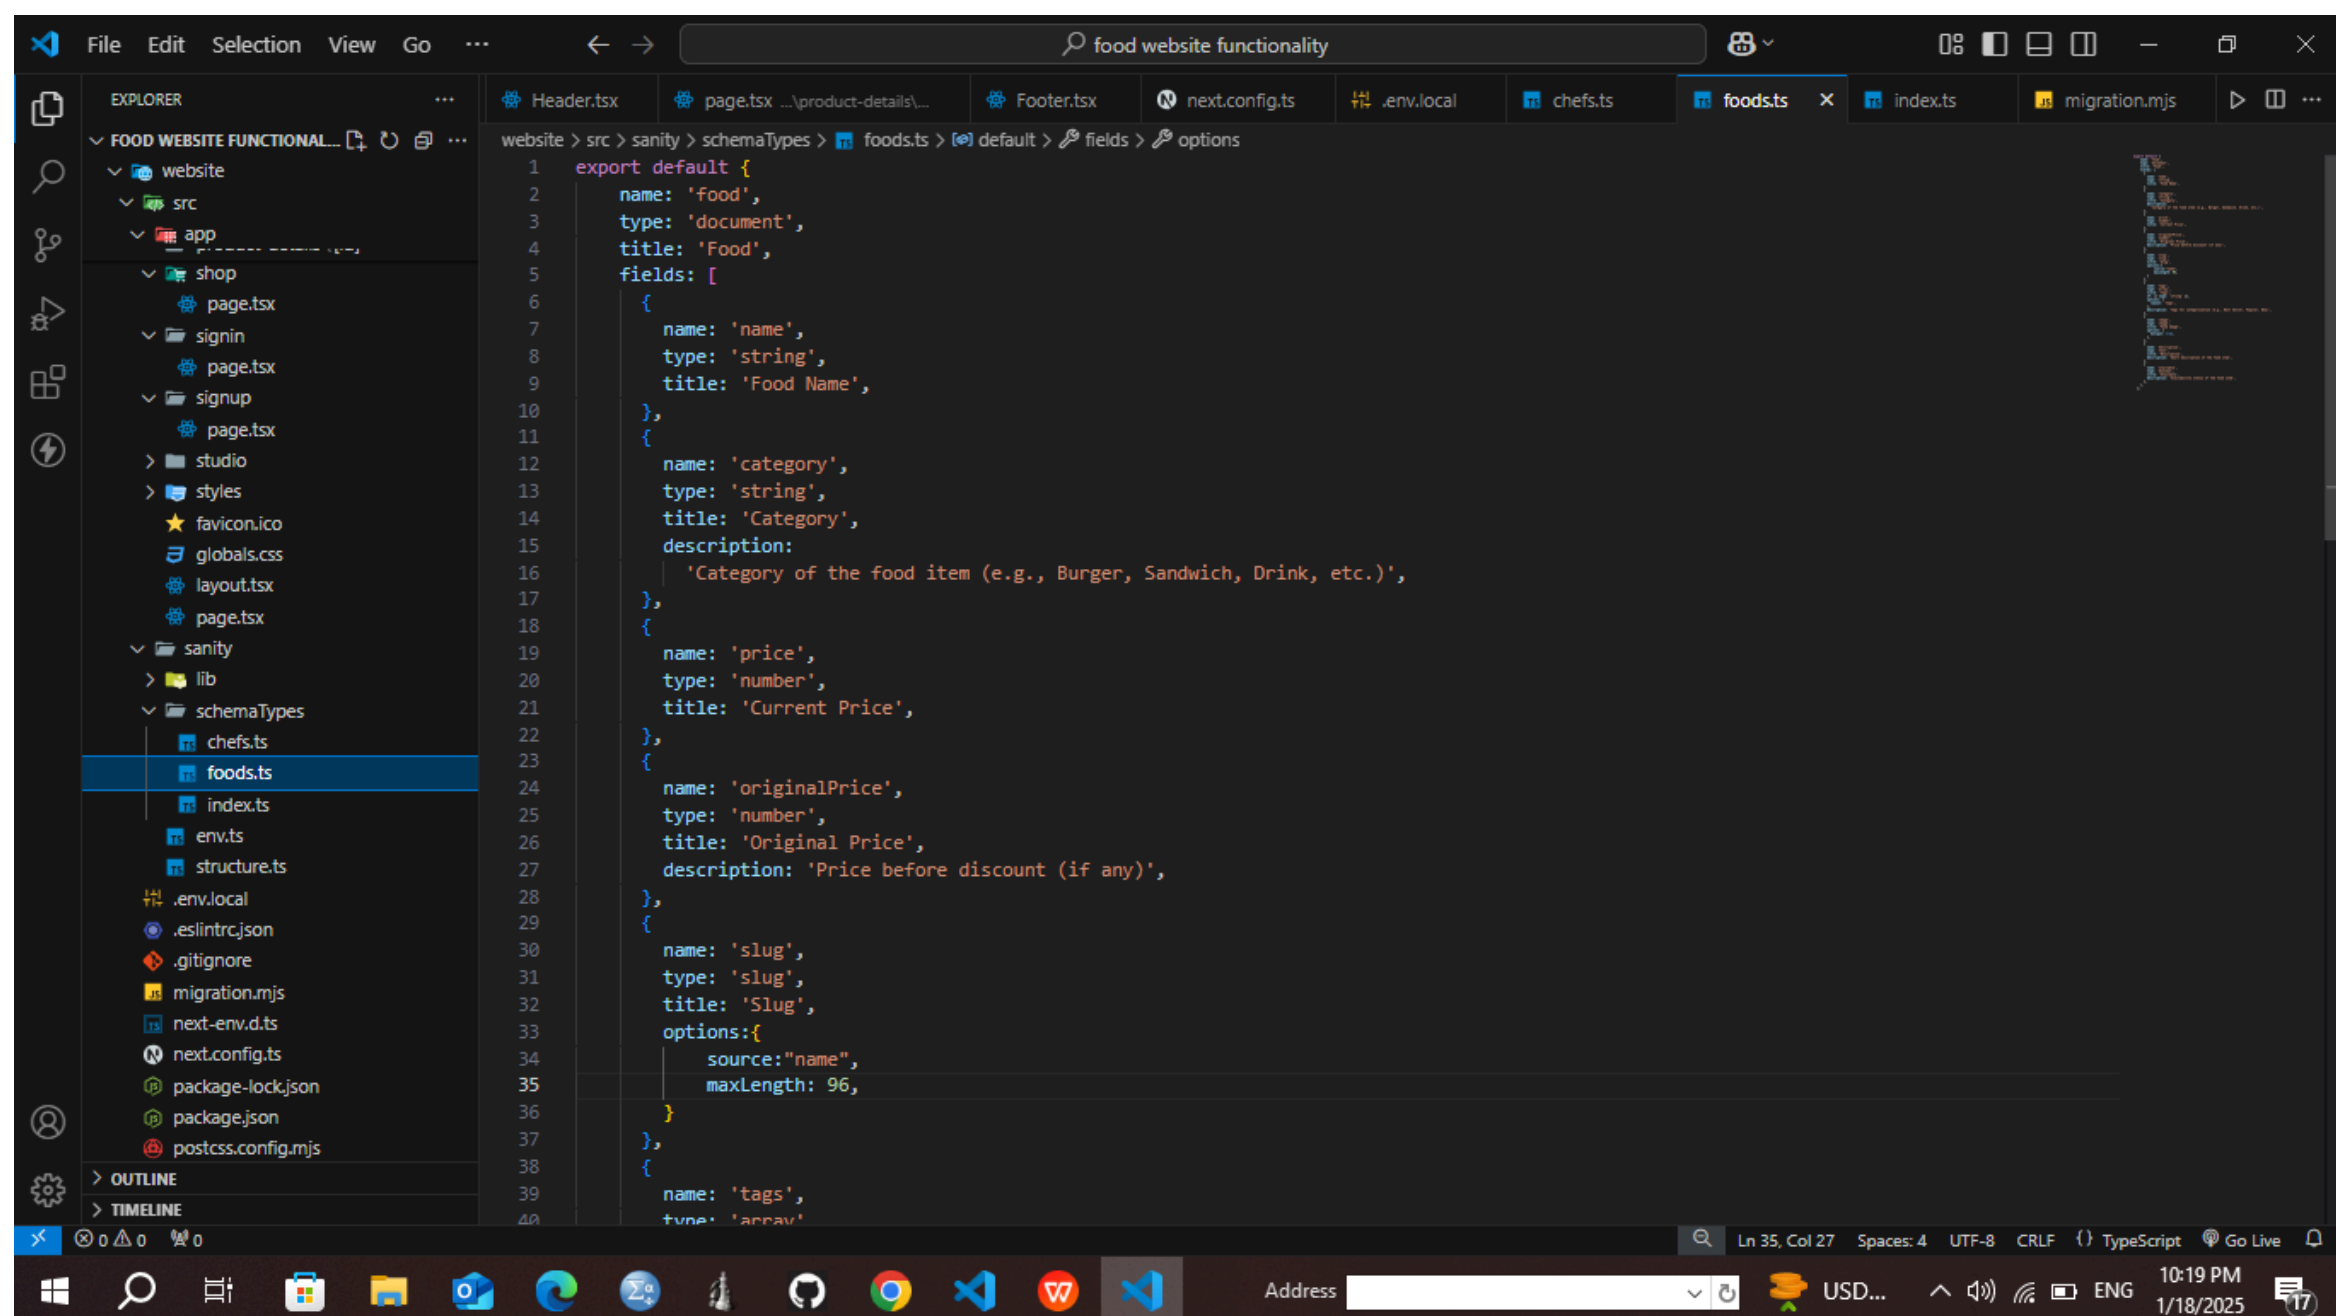 File Edit Selection View Go ... food website functionality
EXPLORER
FOOD WEBSITE FUNCTIONAL...
website
src
app
shop
page.tsx
signin
page.tsx
signup
page.tsx
studio
styles
favicon.ico
globals.css
layout.tsx
page.tsx
sanity
lib
schemaTypes
chefs.ts
foods.ts
index.ts
env.ts
structure.ts
.env.local
.eslintrc.json
.gitignore
migration.mjs
next-env.d.ts
next.config.ts
package-lock.json
package.json
postcss.config.mjs
OUTLINE
TIMELINE
Header.tsx page.tsx ...\product-details\... Footer.tsx next.config.ts .env.local chefs.ts foods.ts index.ts migration.mjs
website > src > sanity > schemaTypes > foods.ts > default > fields > options
1 export default {
2 name: 'food',
3 type: 'document',
4 title: 'Food',
5 fields: [
6 {
7 name: 'name',
8 type: 'string',
9 title: 'Food Name',
10 },
11 {
12 name: 'category',
13 type: 'string',
14 title: 'Category',
15 description:
16 'Category of the food item (e.g., Burger, Sandwich, Drink, etc.)',
17 },
18 {
19 name: 'price',
20 type: 'number',
21 title: 'Current Price',
22 },
23 {
24 name: 'originalPrice',
25 type: 'number',
26 title: 'Original Price',
27 description: 'Price before discount (if any)',
28 },
29 {
30 name: 'slug',
31 type: 'slug',
32 title: 'Slug',
33 options:{
34 source:"name",
35 maxLength: 96,
36 }
37 },
38 {
39 name: 'tags',
40 type: 'array'
0 0 0 Ln 35, Col 27 Spaces: 4 UTF-8 CRLF {} TypeScript Go Live
Address USD... ENG 10:19 PM
1/18/2025 17